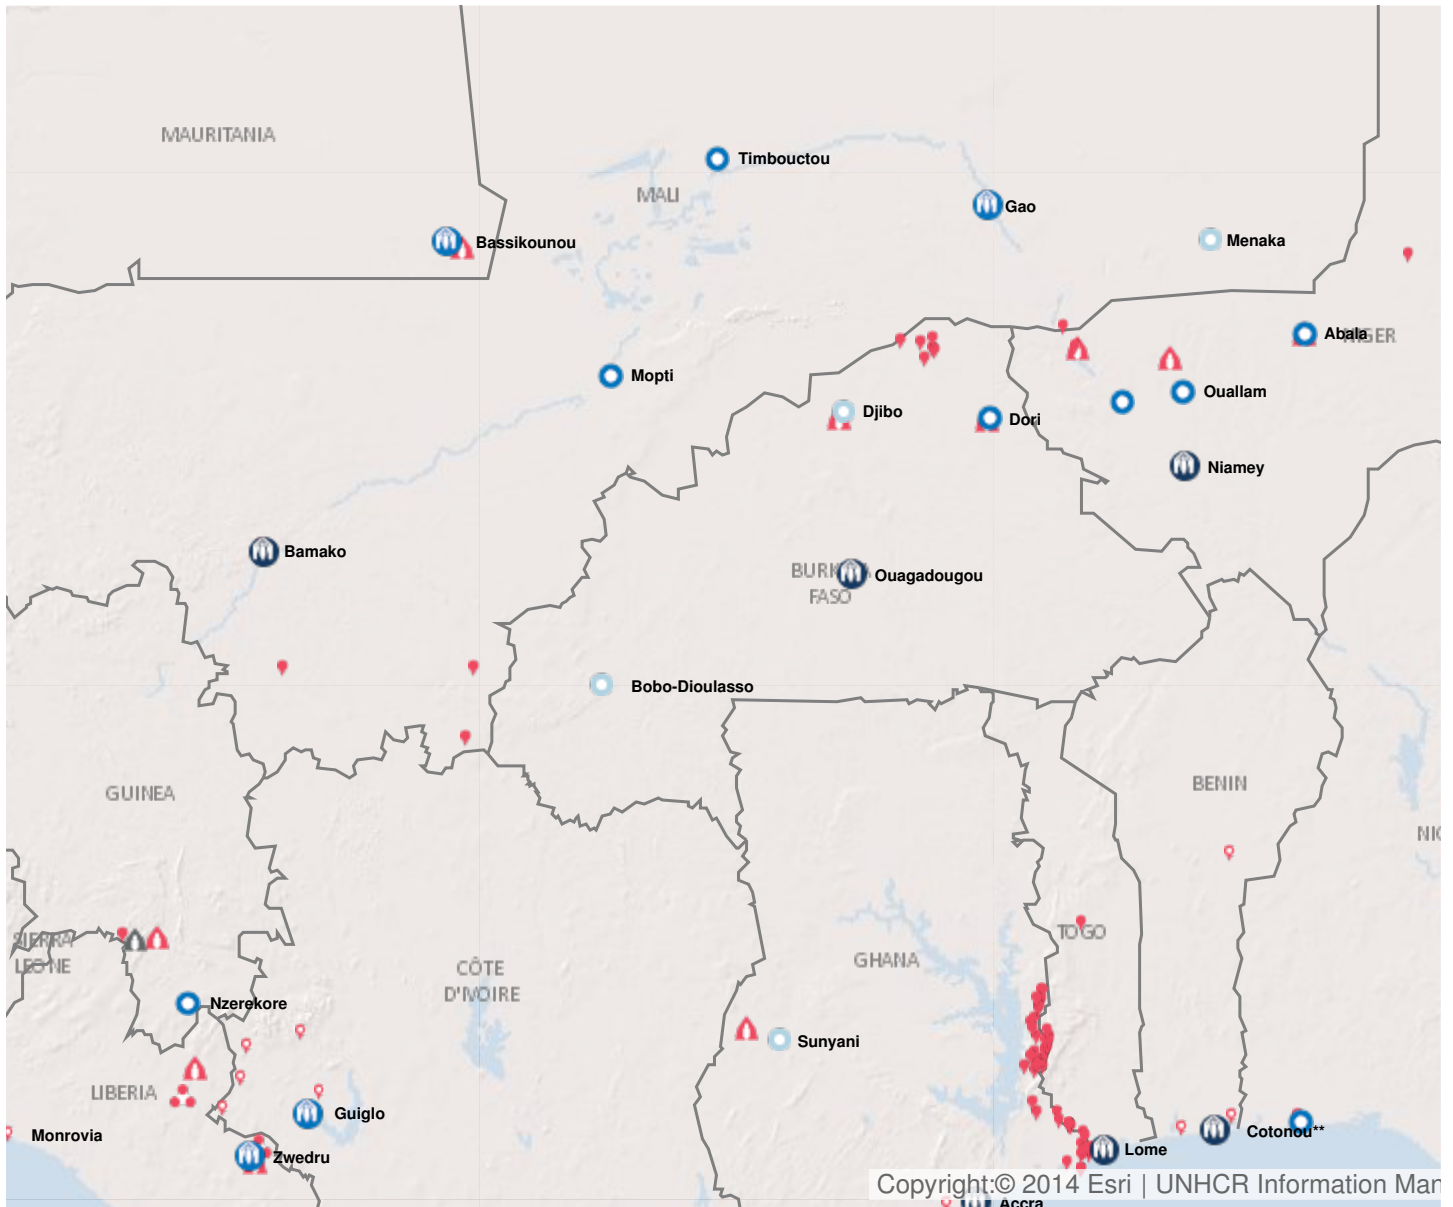 MAURITANIA
Timbouctou
MALI
Gao
Bassikounou
Menaka
Abala
NIGER
Mopti
Ouallam
Djibo
Dori
Niamey
Bamako
BURKINA
FASO
Ouagadougou
Bobo-Dioulasso
GUINEA
BENIN
NIG
SIERRA
LEONE
TOGO
GHANA
CÔTE
D'IVOIRE
Nzerekore
Sunyani
LIBERIA
Guiglo
Monrovia
Cotonou**
Zwedru
Lome
Copyright:© 2014 Esri | UNHCR Information Man
Accra